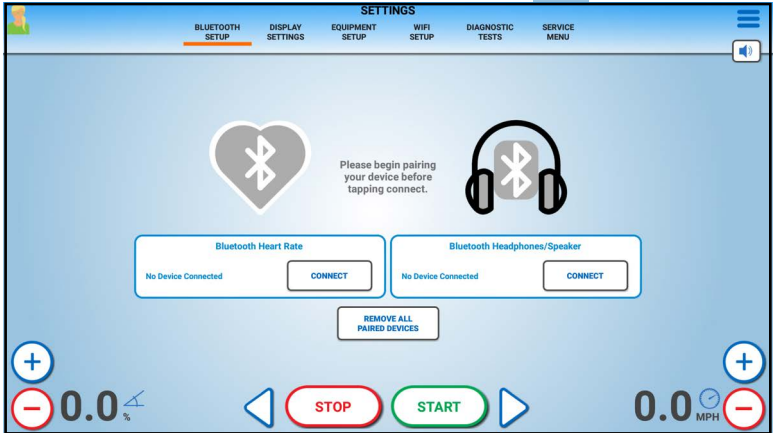 SETTINGS
BLUETOOTH
SETUP
DISPLAY
SETTINGS
EQUIPMENT
SETUP
WIFI
SETUP
DIAGNOSTIC
TESTS
SERVICE
MENU
Please begin pairing
your device before
tapping connect.
Bluetooth Heart Rate
No Device Connected
CONNECT
Bluetooth Headphones/Speaker
No Device Connected
CONNECT
REMOVE ALL
PAIRED DEVICES
+
+
− 0.0 %
STOP
START
0.0 MPH −